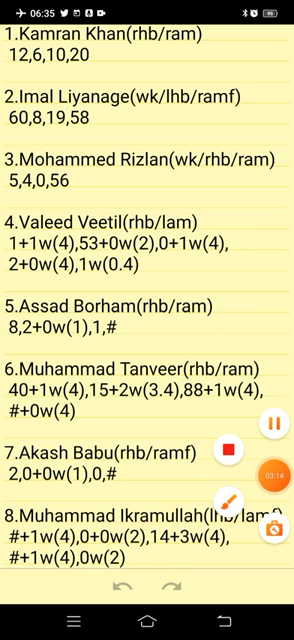 06:35
95
1.Kamran Khan(rhb/ram)
12,6,10,20
2.Imal Liyanage(wk/lhb/ramf)
60,8,19,58
3.Mohammed Rizlan(wk/rhb/ram)
5,4,0,56
4.Valeed Veetil(rhb/lam)
1+1w(4),53+0w(2),0+1w(4),
2+0w(4),1w(0.4)
5.Assad Borham(rhb/ram)
8,2+0w(1),1,#
6.Muhammad Tanveer(rhb/ram)
40+1w(4),15+2w(3.4),88+1w(4),
#+0w(4)
03:14
7.Akash Babu(rhb/ramf)
2,0+0w(1),0,#
8.Muhammad Ikramullah(lhb/lamf)
#+1w(4),0+0w(2),14+3w(4),
#+1w(4),0w(2)